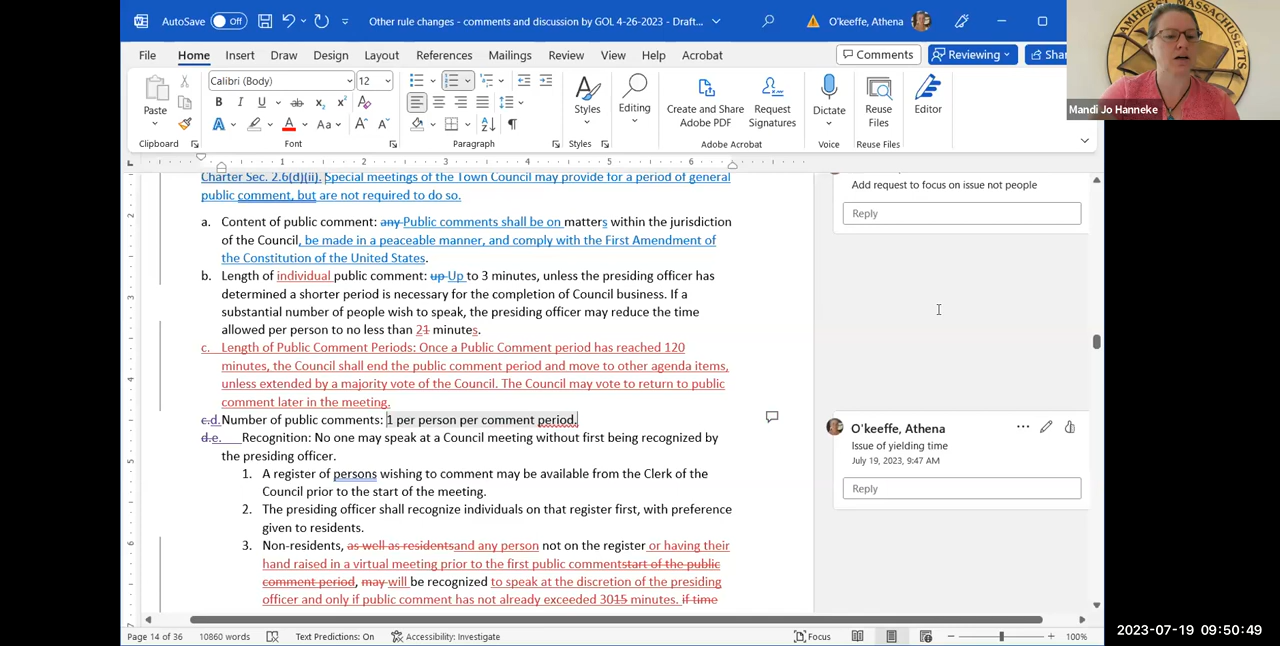 AutoSave Off Other rule changes - comments and discussion by GOL 4-26-2023 - Draft... O'keeffe, Athena
File Home Insert Draw Design Layout References Mailings Review View Help Acrobat Comments Reviewing Shar
Calibri (Body) 12
Paste Styles Editing Create and Share Adobe PDF Request Signatures Dictate Reuse Files Editor
Clipboard Font Paragraph Styles Adobe Acrobat Voice Reuse Files
AMHERST, MASSACHUSETTS
Mandi Jo Hanneke
Charter Sec. 2.6(d)(ii). Special meetings of the Town Council may provide for a period of general
public comment, but are not required to do so.
a. Content of public comment: any Public comments shall be on matters within the jurisdiction
of the Council, be made in a peaceable manner, and comply with the First Amendment of
the Constitution of the United States.
b. Length of individual public comment: up Up to 3 minutes, unless the presiding officer has
determined a shorter period is necessary for the completion of Council business. If a
substantial number of people wish to speak, the presiding officer may reduce the time
allowed per person to no less than 21 minutes.
c. Length of Public Comment Periods: Once a Public Comment period has reached 120
minutes, the Council shall end the public comment period and move to other agenda items,
unless extended by a majority vote of the Council. The Council may vote to return to public
comment later in the meeting.
c.d. Number of public comments: 1 per person per comment period.
d.e. Recognition: No one may speak at a Council meeting without first being recognized by
the presiding officer.
1. A register of persons wishing to comment may be available from the Clerk of the
Council prior to the start of the meeting.
2. The presiding officer shall recognize individuals on that register first, with preference
given to residents.
3. Non-residents, as well as residentsand any person not on the register or having their
hand raised in a virtual meeting prior to the first public commentstart of the public
comment period, may will be recognized to speak at the discretion of the presiding
officer and only if public comment has not already exceeded 3015 minutes. if time
Add request to focus on issue not people
Reply
O'keeffe, Athena
Issue of yielding time
July 19, 2023, 9:47 AM
Reply
Page 14 of 36 10860 words Text Predictions: On Accessibility: Investigate Focus 100%
2023-07-19 09:50:49